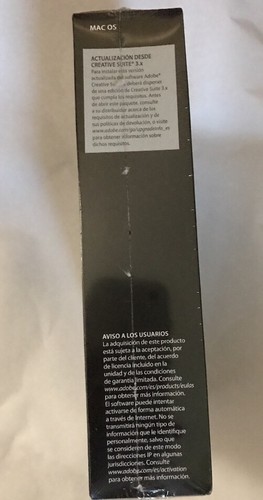 MAC OS
ACTUALIZACIÓN DESDE
CREATIVE SUITE® 3.x
Para instalar esta versión
actualizada del software Adobe®
Creative deberá disponer
de otra edición de Creative Suite 3.x
que cumpla los requisitos. Antes
de abrir este paquete, consulte
a su distribuidor acerca de los
requisitos de actualización y de
sus políticas de devolución, o visite
www.adobe.com/go/upgradeinfo_es
para obtener información sobre
dichos requisitos.
AVISO A LOS USUARIOS
La adquisición de este producto
está sujeta a la aceptación, por
parte del cliente, del acuerdo
de licencia incluido en la
unidad y de las condiciones
de garantía limitada. Consulte
www.adobe.com/es/products/eulas
para obtener más información.
El software puede intentar
activarse de forma automática
a través de Internet. No se
transmitirá ningún tipo de
información que le identifique
personalmente, salvo que
se consideren de este modo
las direcciones IP en algunas
jurisdicciones. Consulte
www.adobe.com/es/activation
para obtener más información.